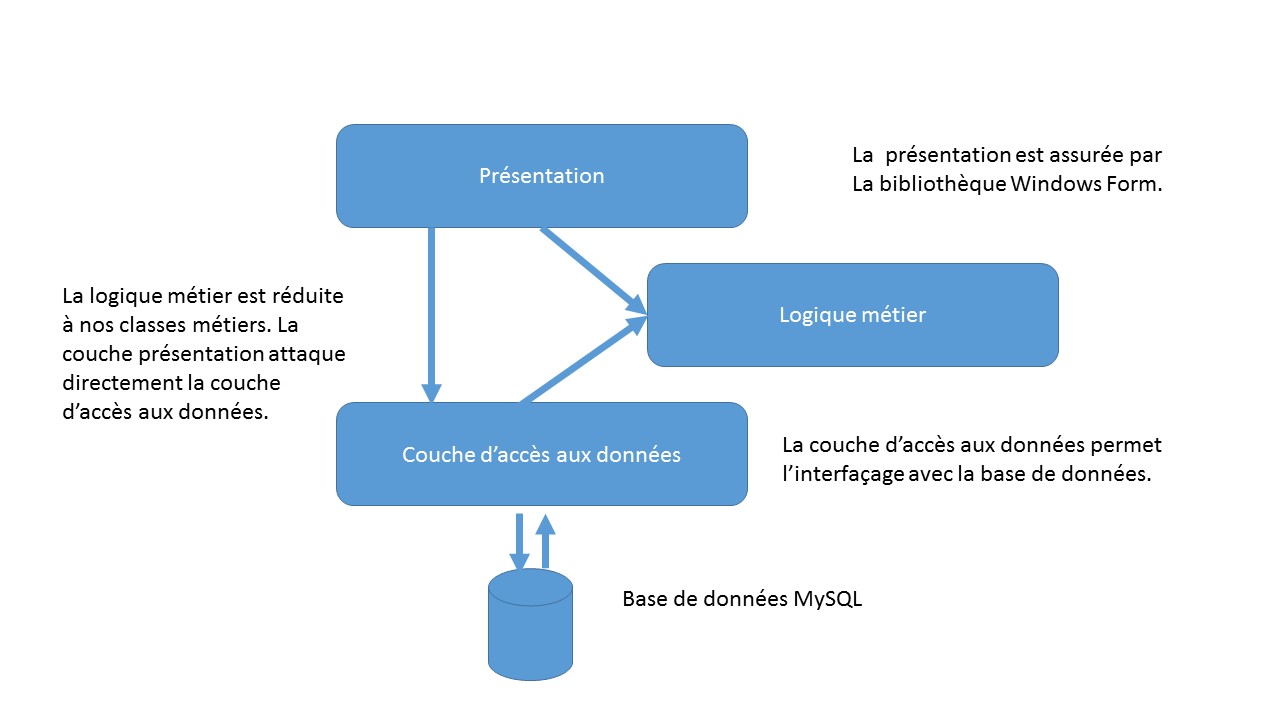 Présentation
La  présentation est assurée par
La bibliothèque Windows Form.
La logique métier est réduite
à nos classes métiers. La
couche présentation attaque
directement la couche
d’accès aux données.
Logique métier
Couche d’accès aux données
La couche d’accès aux données permet
l’interfaçage avec la base de données.
Base de données MySQL